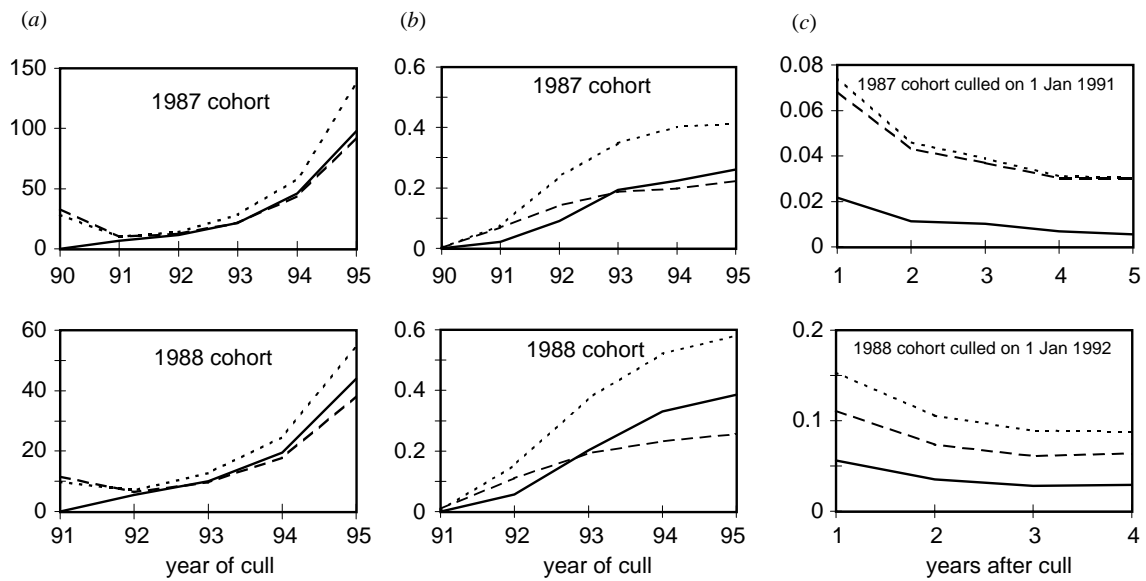 (a)
(b)
(c)
150
100
50
0
1987 cohort
90 91 92 93 94 95
0.6
0.4
0.2
0
1987 cohort
90 91 92 93 94 95
0.08
0.06
0.04
0.02
0
1987 cohort culled on 1 Jan 1991
1 2 3 4 5
60
40
20
0
1988 cohort
91 92 93 94 95
year of cull
0.6
0.4
0.2
0
1988 cohort
91 92 93 94 95
year of cull
0.2
0.1
0
1988 cohort culled on 1 Jan 1992
1 2 3 4
years after cull